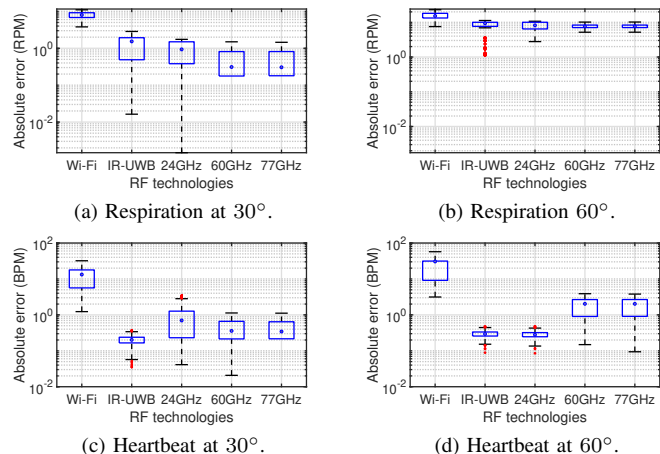 Absolute error (RPM)
10^0
10^-2
Wi-Fi IR-UWB 24GHz 60GHz 77GHz
RF technologies
(a) Respiration at 30°.
Absolute error (RPM)
10^0
10^-2
Wi-Fi IR-UWB 24GHz 60GHz 77GHz
RF technologies
(b) Respiration 60°.
Absolute error (BPM)
10^2
10^0
10^-2
Wi-Fi IR-UWB 24GHz 60GHz 77GHz
RF technologies
(c) Heartbeat at 30°.
Absolute error (BPM)
10^2
10^0
10^-2
Wi-Fi IR-UWB 24GHz 60GHz 77GHz
RF technologies
(d) Heartbeat at 60°.